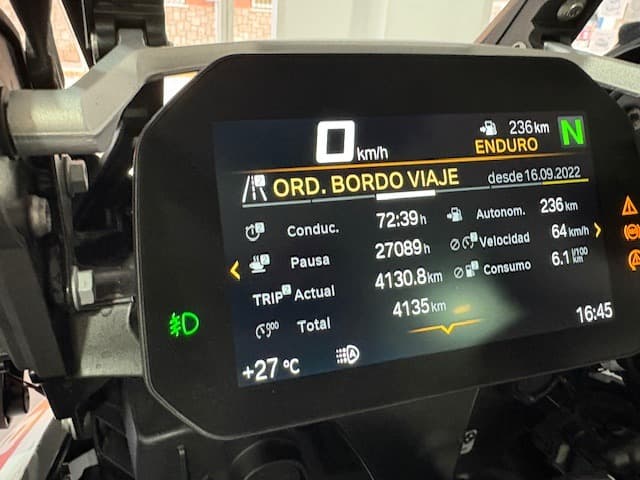 236 km N
0 km/h
ENDURO
ORD. BORDO VIAJE desde 16.09.2022
Conduc. 72:39 h Autonom. 236 km
Pausa 27089 h Velocidad 64 km/h
TRIP Actual 4130.8 km Consumo 6.1 l/100 km
Total 4135 km
+27 °C A 16:45